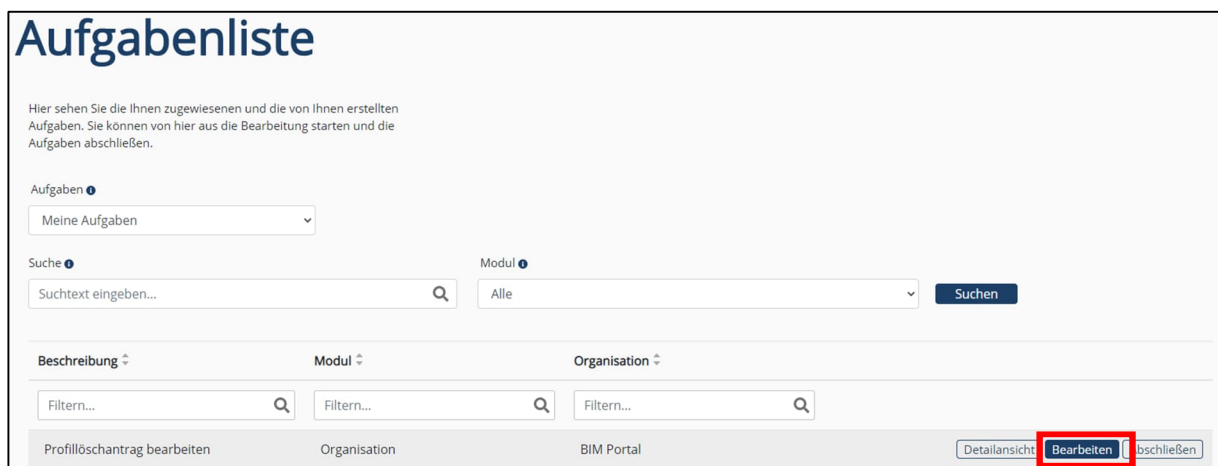 Aufgabenliste
Hier sehen Sie die Ihnen zugewiesenen und die von Ihnen erstellten
Aufgaben. Sie können von hier aus die Bearbeitung starten und die
Aufgaben abschließen.
Aufgaben
Meine Aufgaben
Suche Modul
Suchtext eingeben... Alle Suchen
Beschreibung Modul Organisation
Filtern... Filtern... Filtern...
Profillöschantrag bearbeiten Organisation BIM Portal Detailansicht Bearbeiten Abschließen